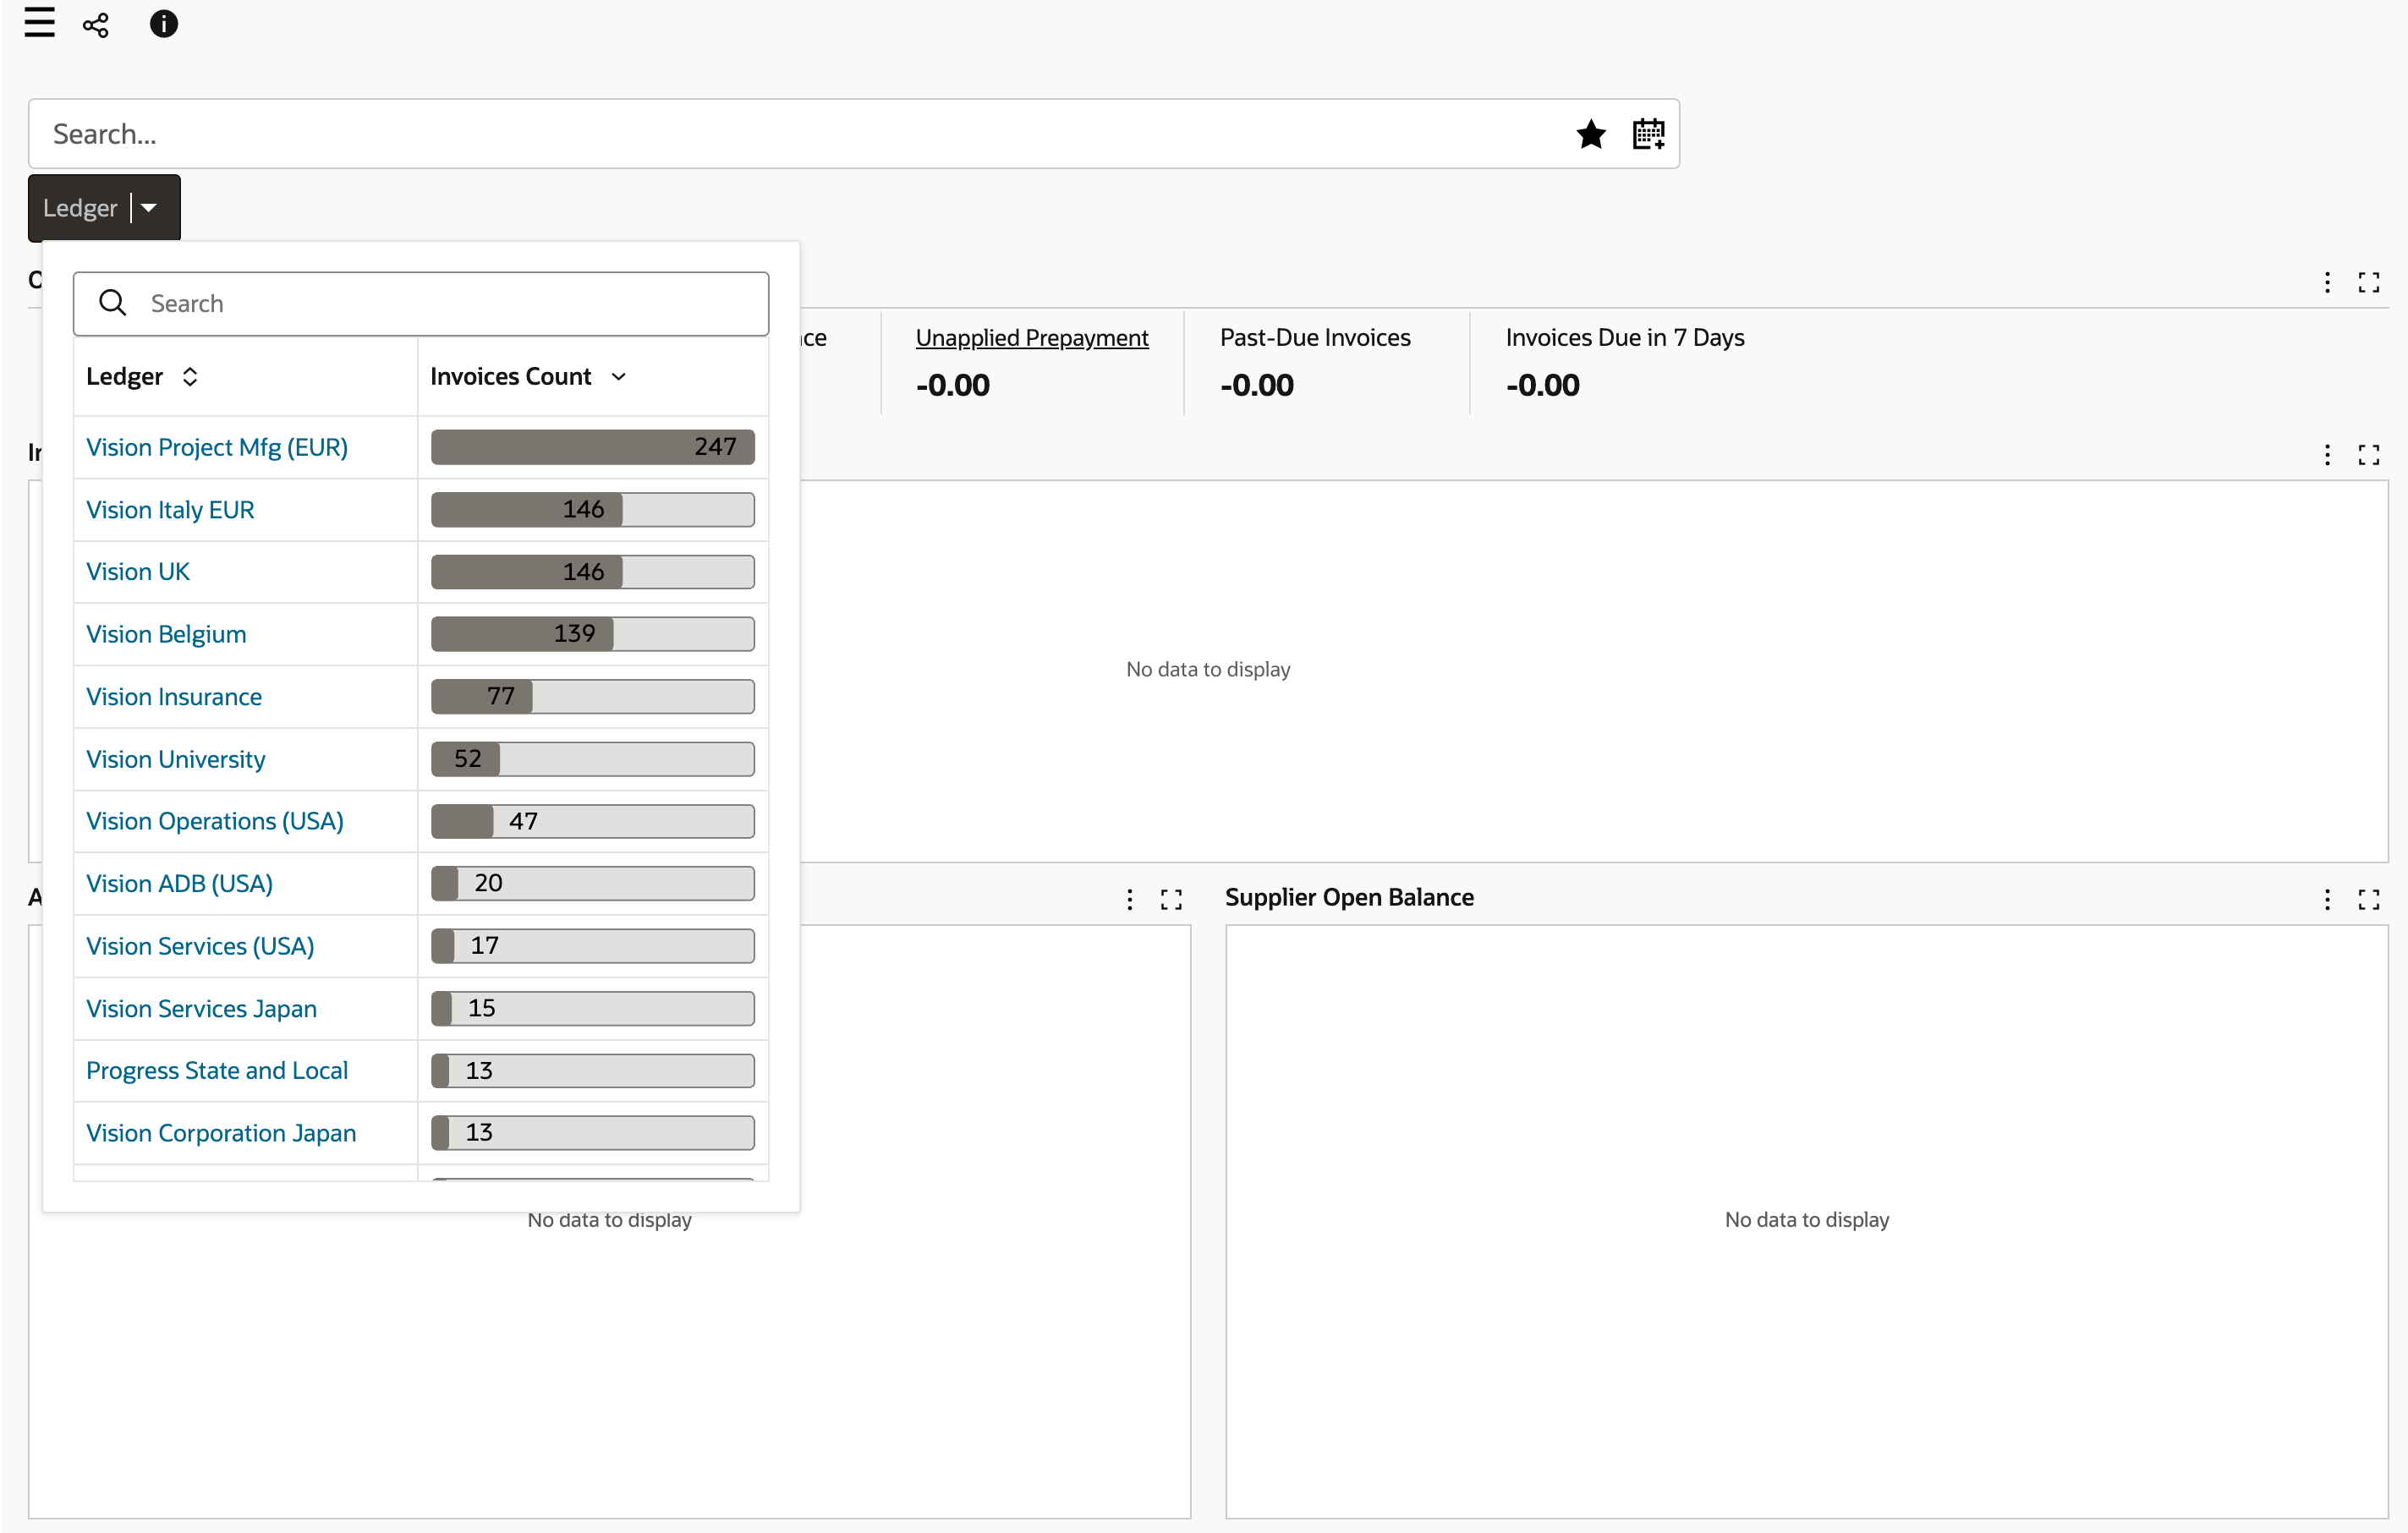 Search...
Ledger
Search
Ledger
Invoices Count
Unapplied Prepayment
Past-Due Invoices
Invoices Due in 7 Days
-0.00
-0.00
-0.00
Vision Project Mfg (EUR)
247
Vision Italy EUR
146
Vision UK
146
Vision Belgium
139
Vision Insurance
77
Vision University
52
Vision Operations (USA)
47
Vision ADB (USA)
20
Vision Services (USA)
17
Vision Services Japan
15
Progress State and Local
13
Vision Corporation Japan
13
No data to display
Supplier Open Balance
No data to display
No data to display